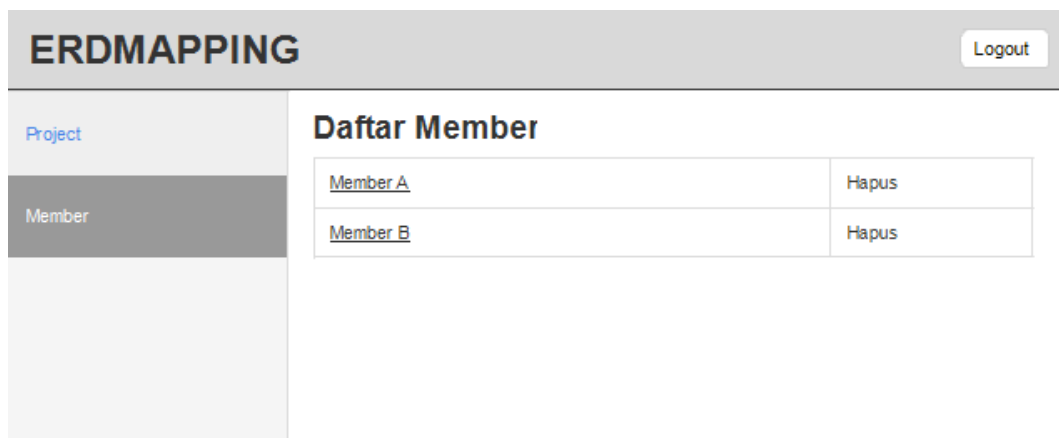 ERDMAPPING
Logout
Project
Member
Daftar Member
Member A Hapus
Member B Hapus